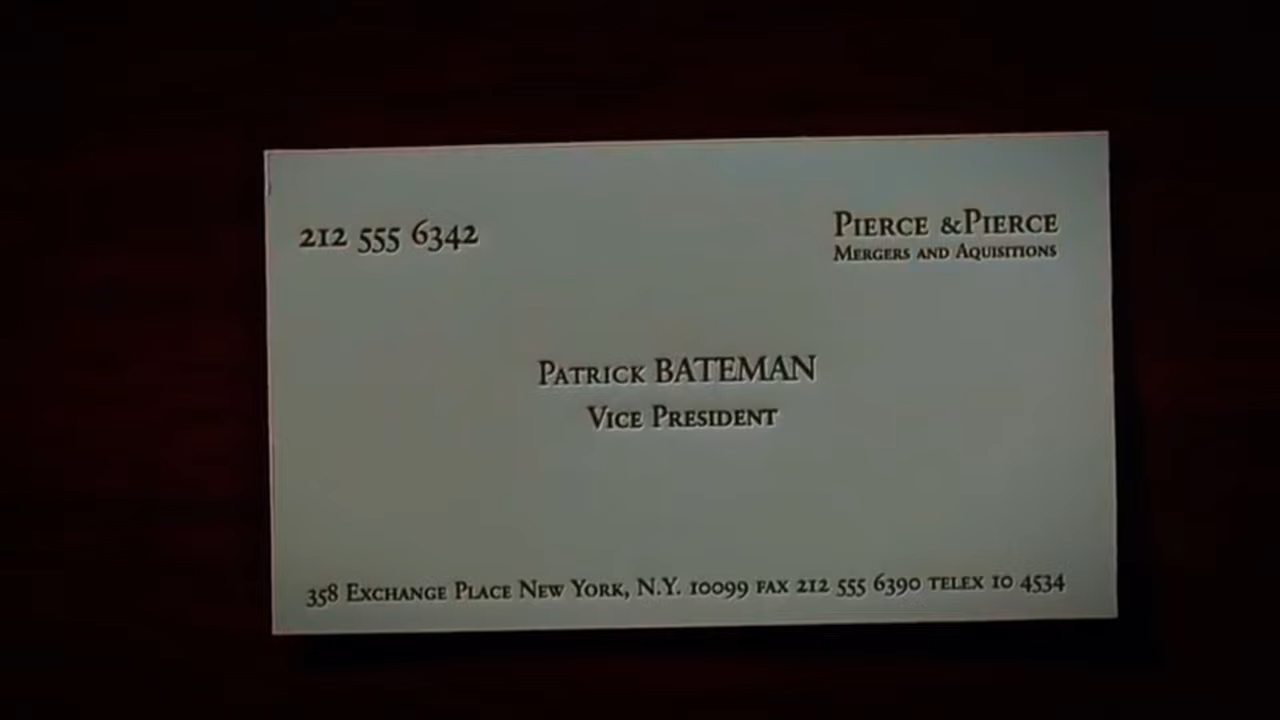 212 555 6342
Pierce &Pierce
Mergers and Aquisitions
Patrick BATEMAN
Vice President
358 Exchange Place New York, N.Y. 10099 fax 212 555 6390 telex 10 4534